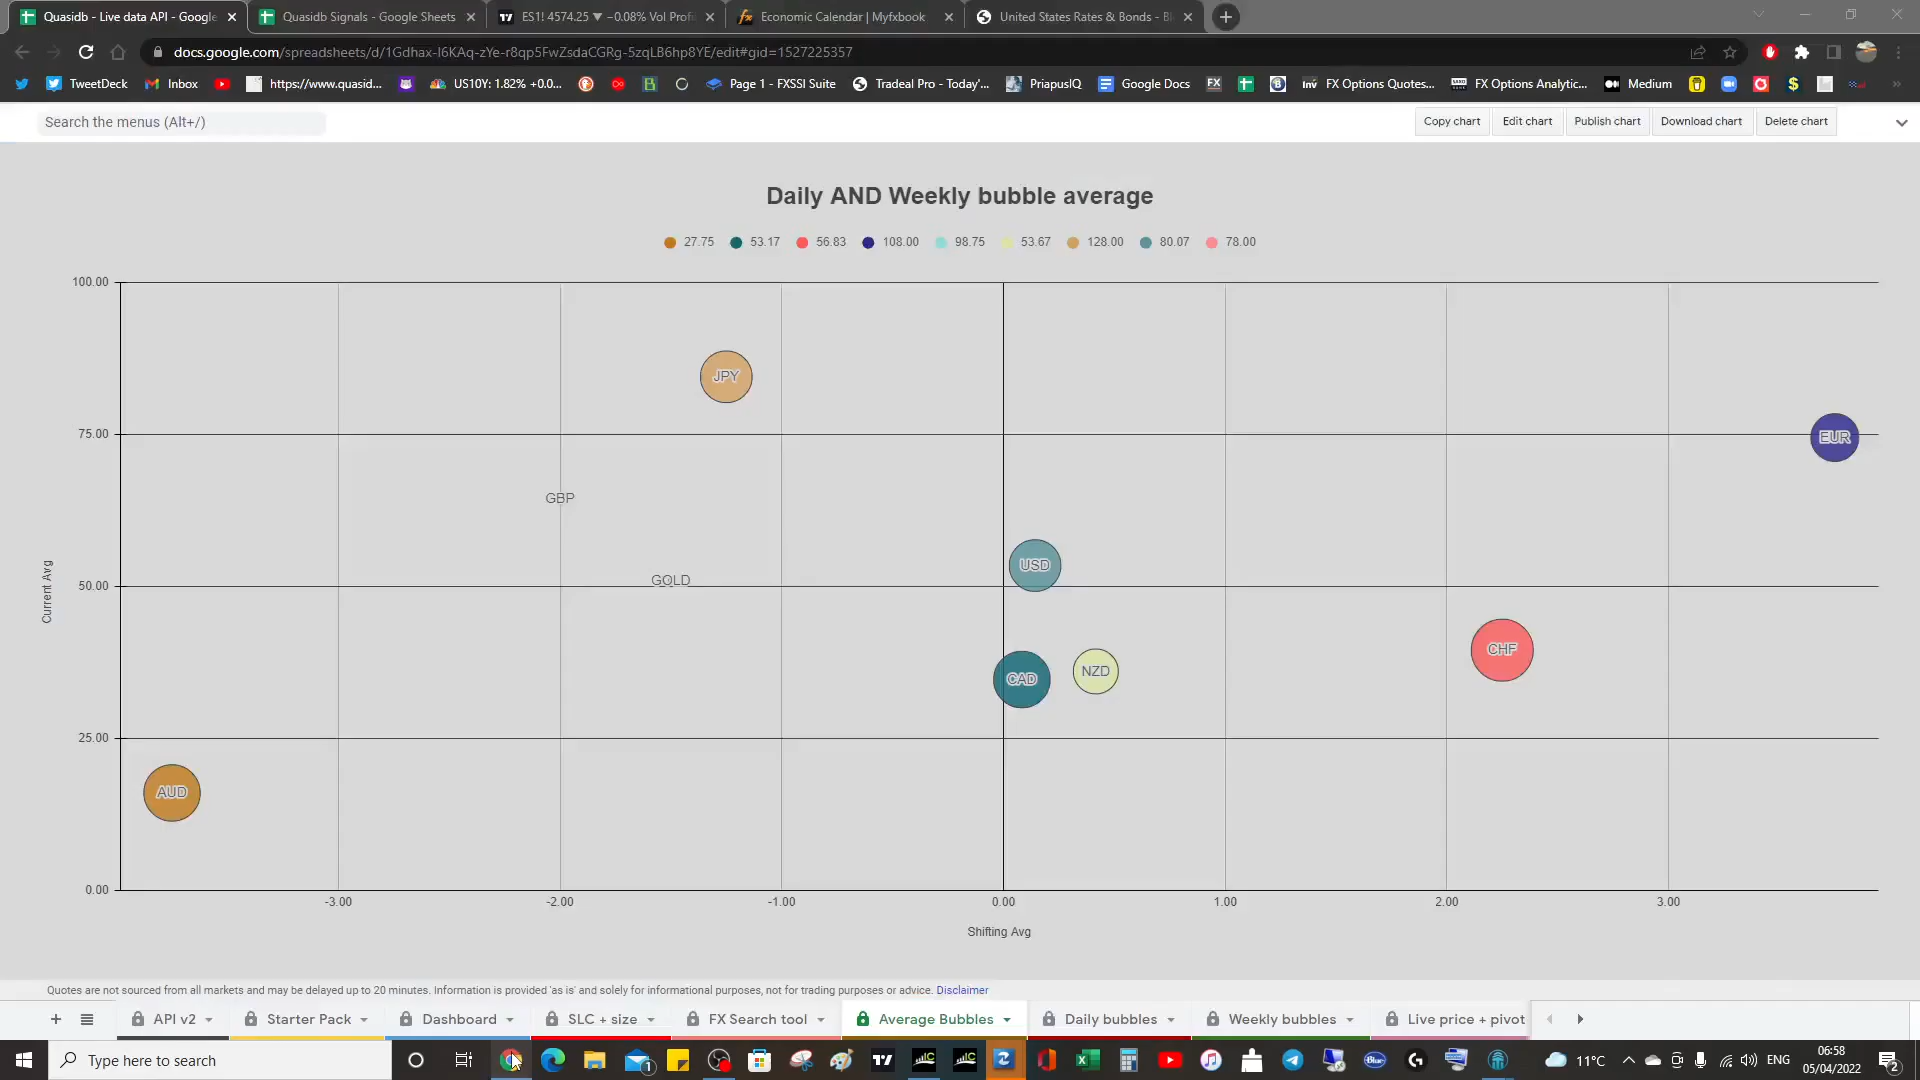 Quasidb - Live data API - Google
Quasidb Signals - Google Sheets
ES1! 4574.25 ▼ −0.08% Vol Profi
Economic Calendar | Myfxbook
United States Rates & Bonds - Bl
docs.google.com/spreadsheets/d/1Gdhax-I6KAq-zYe-r8qp5FwZsdaCGRg-5zqLB6hp8YE/edit#gid=1527225357
TweetDeck
Inbox
https://www.quasid...
US10Y: 1.82% +0.0...
Page 1 - FXSSI Suite
Tradeal Pro - Today'...
PriapusIQ
Google Docs
FX Options Quotes...
FX Options Analytic...
Medium
Search the menus (Alt+/)
Copy chart
Edit chart
Publish chart
Download chart
Delete chart
Daily AND Weekly bubble average
27.75 53.17 56.83 108.00 98.75 53.67 128.00 80.07 78.00
100.00
JPY
75.00
EUR
GBP
USD
GOLD
50.00
Current Avg
CHF
NZD
CAD
25.00
AUD
0.00
-3.00 -2.00 -1.00 0.00 1.00 2.00 3.00
Shifting Avg
Quotes are not sourced from all markets and may be delayed up to 20 minutes. Information is provided 'as is' and solely for informational purposes, not for trading purposes or advice. Disclaimer
API v2
Starter Pack
Dashboard
SLC + size
FX Search tool
Average Bubbles
Daily bubbles
Weekly bubbles
Live price + pivot
Type here to search
11°C
ENG
06:58
05/04/2022